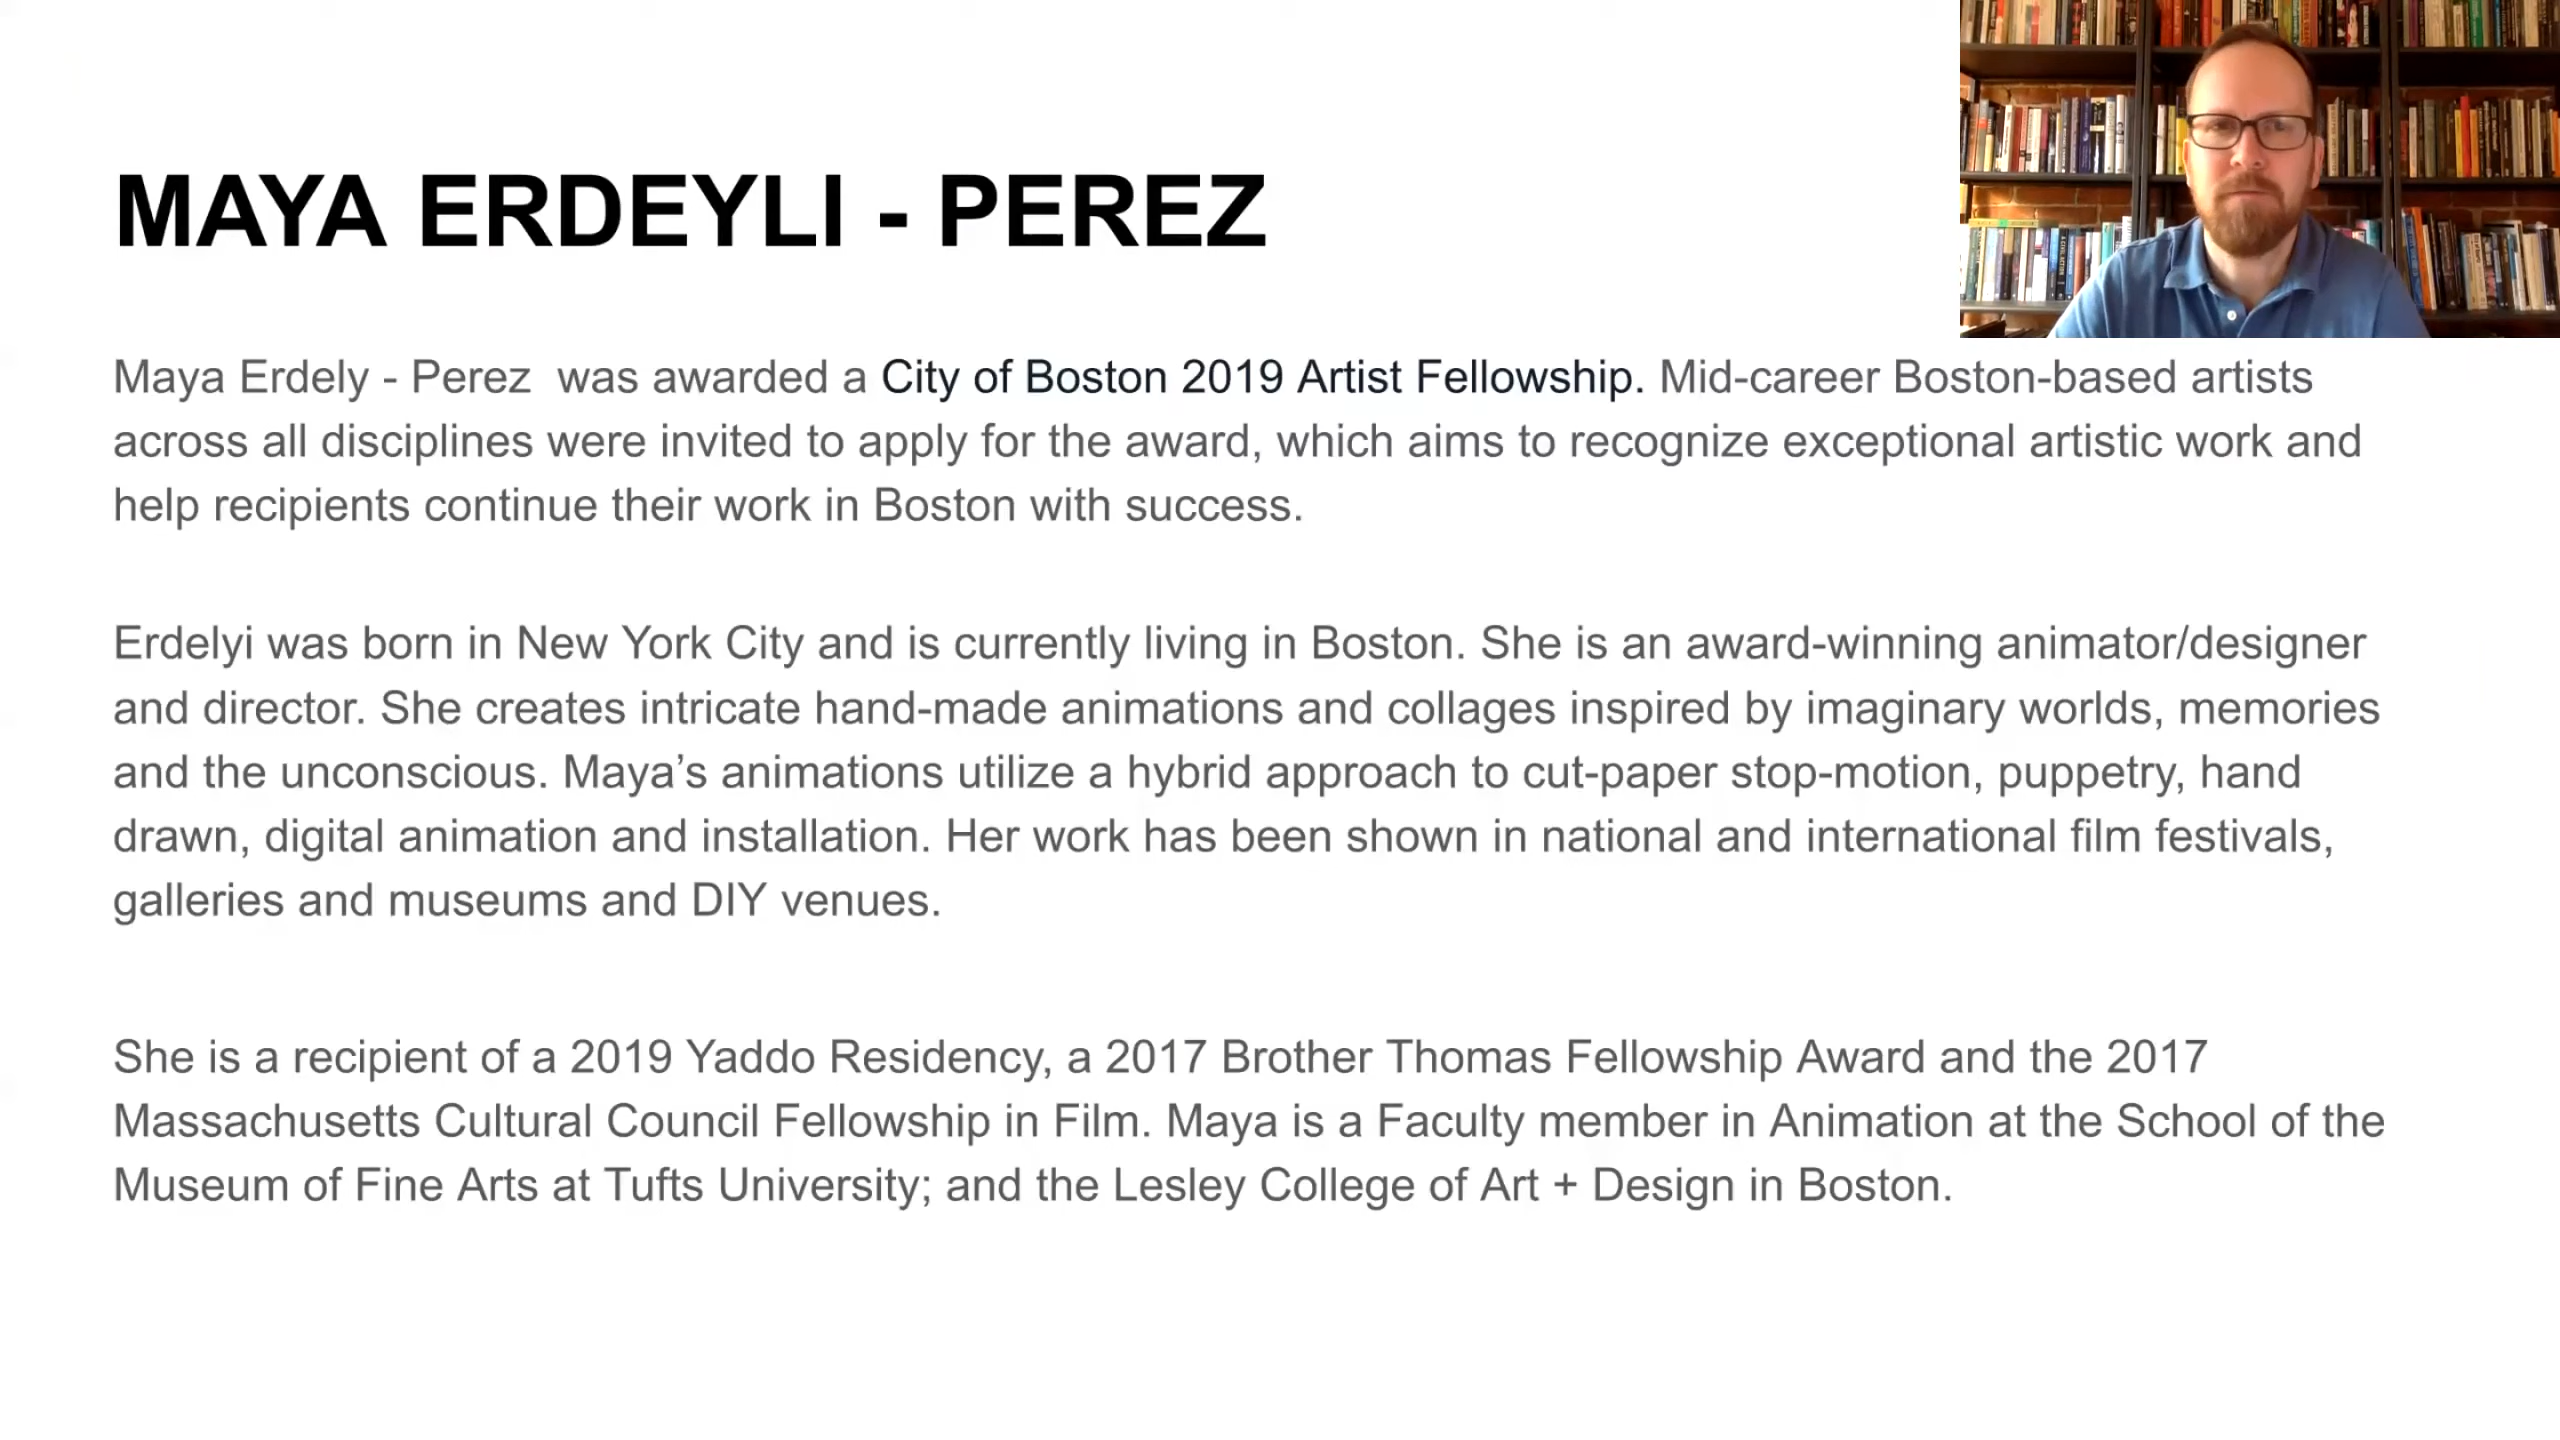 MAYA ERDEYLI - PEREZ
Maya Erdely - Perez  was awarded a City of Boston 2019 Artist Fellowship. Mid-career Boston-based artists
across all disciplines were invited to apply for the award, which aims to recognize exceptional artistic work and
help recipients continue their work in Boston with success.
Erdelyi was born in New York City and is currently living in Boston. She is an award-winning animator/designer
and director. She creates intricate hand-made animations and collages inspired by imaginary worlds, memories
and the unconscious. Maya’s animations utilize a hybrid approach to cut-paper stop-motion, puppetry, hand
drawn, digital animation and installation. Her work has been shown in national and international film festivals,
galleries and museums and DIY venues.
She is a recipient of a 2019 Yaddo Residency, a 2017 Brother Thomas Fellowship Award and the 2017
Massachusetts Cultural Council Fellowship in Film. Maya is a Faculty member in Animation at the School of the
Museum of Fine Arts at Tufts University; and the Lesley College of Art + Design in Boston.